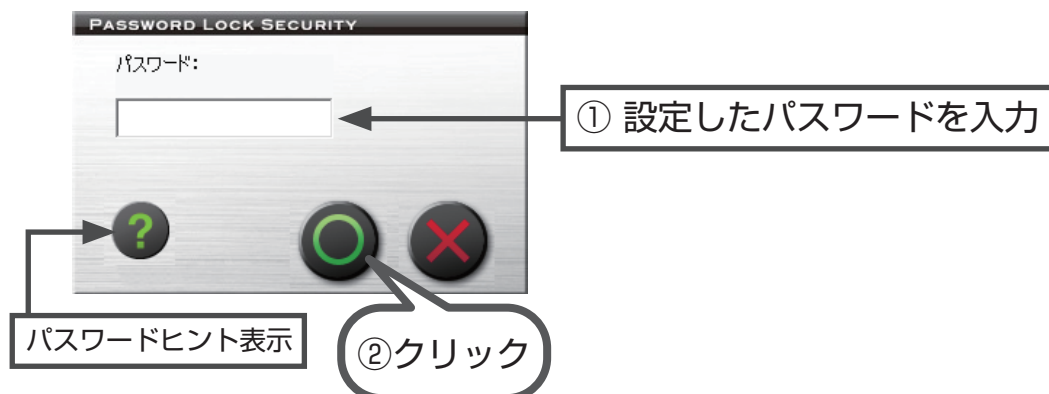 PASSWORD LOCK SECURITY
パスワード:
① 設定したパスワードを入力
?
パスワードヒント表示
②クリック